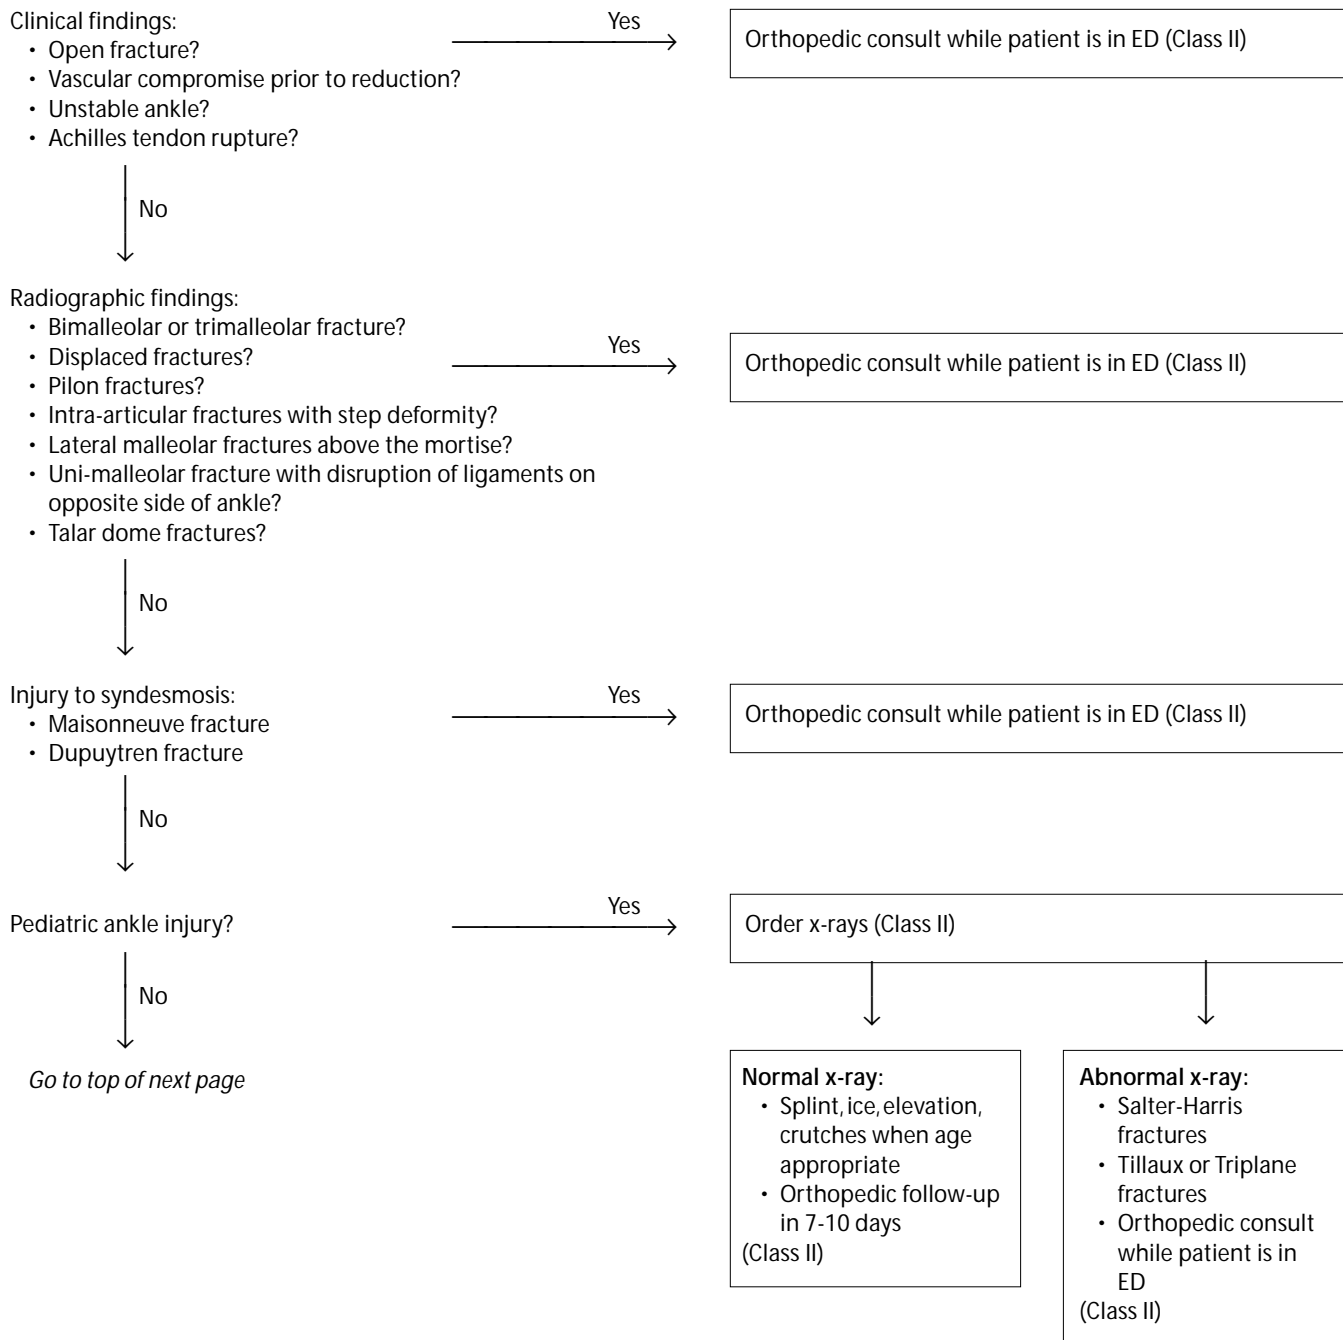 Clinical findings:
• Open fracture?
• Vascular compromise prior to reduction?
• Unstable ankle?
• Achilles tendon rupture?
Yes
Orthopedic consult while patient is in ED (Class II)
No
Radiographic findings:
• Bimalleolar or trimalleolar fracture?
• Displaced fractures?
• Pilon fractures?
• Intra-articular fractures with step deformity?
• Lateral malleolar fractures above the mortise?
• Uni-malleolar fracture with disruption of ligaments on
opposite side of ankle?
• Talar dome fractures?
Yes
Orthopedic consult while patient is in ED (Class II)
No
Injury to syndesmosis:
• Maisonneuve fracture
• Dupuytren fracture
Yes
Orthopedic consult while patient is in ED (Class II)
No
Pediatric ankle injury?
Yes
Order x-rays (Class II)
No
Go to top of next page
Normal x-ray:
• Splint, ice, elevation,
crutches when age
appropriate
• Orthopedic follow-up
in 7-10 days
(Class II)
Abnormal x-ray:
• Salter-Harris
fractures
• Tillaux or Triplane
fractures
• Orthopedic consult
while patient is in
ED
(Class II)